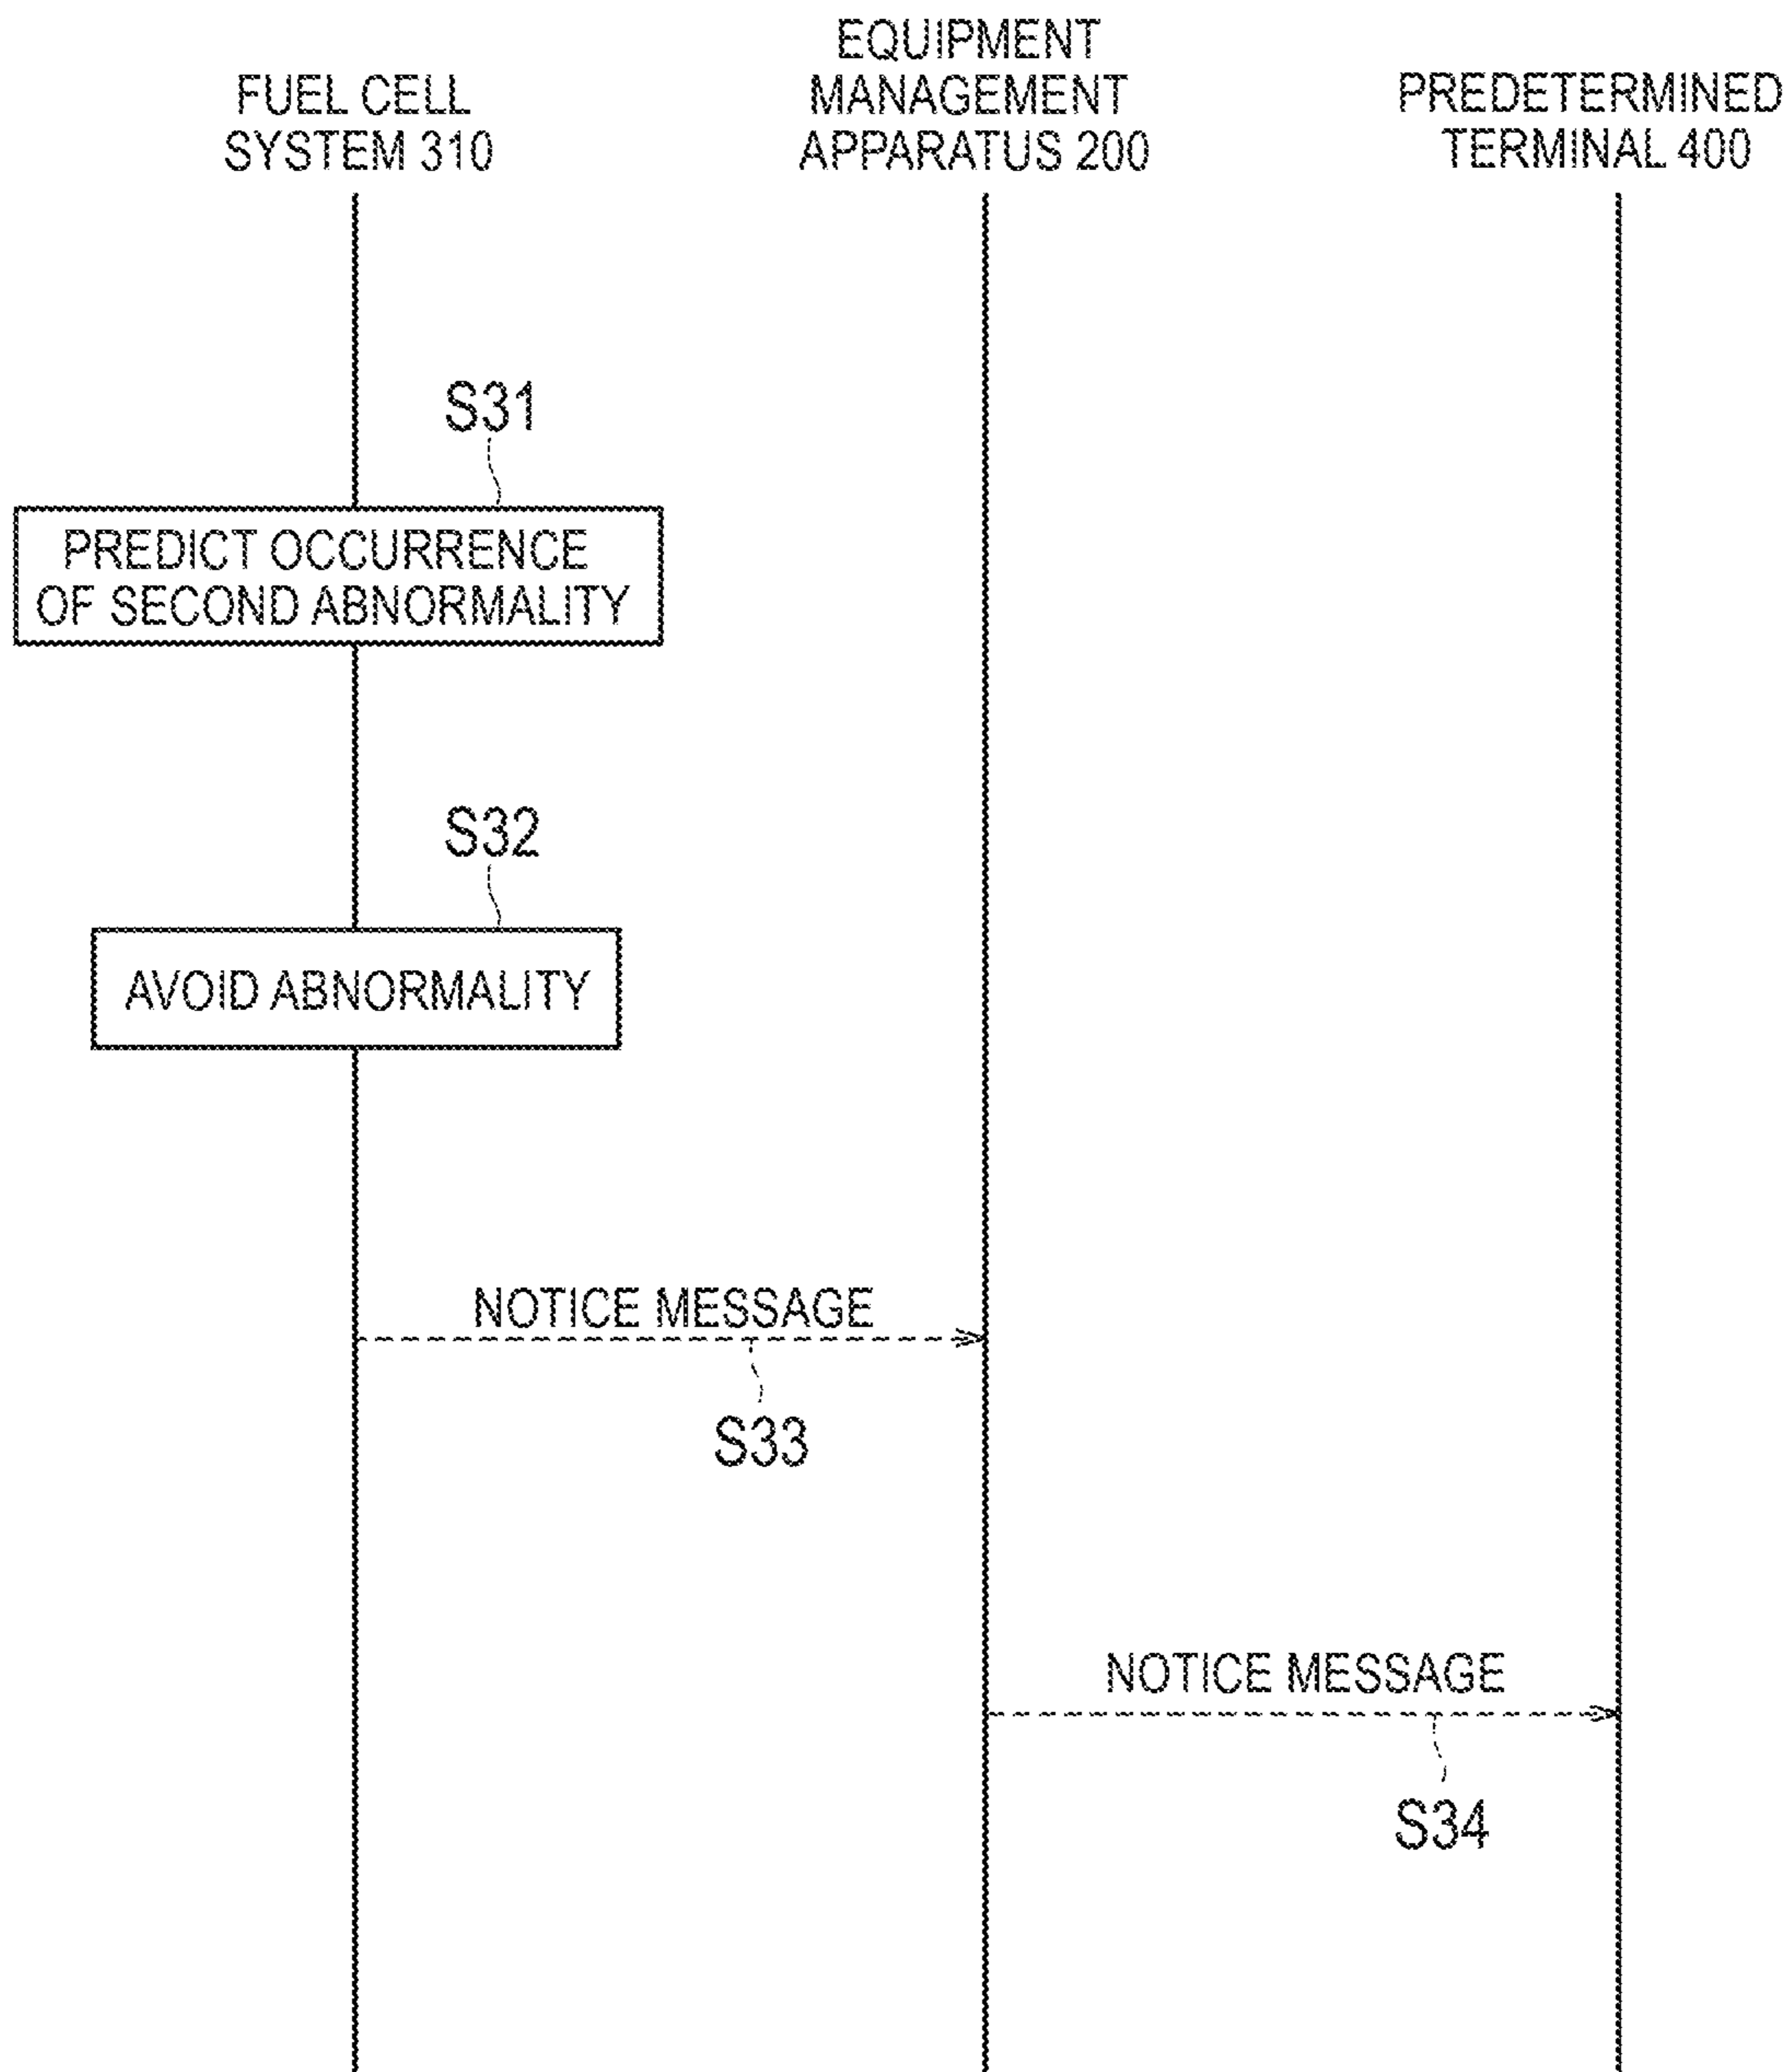 FUEL CELL
SYSTEM 310
EQUIPMENT
MANAGEMENT
APPARATUS 200
PREDETERMINED
TERMINAL 400
S31
PREDICT OCCURRENCE
OF SECOND ABNORMALITY
S32
AVOID ABNORMALITY
NOTICE MESSAGE
S33
NOTICE MESSAGE
S34